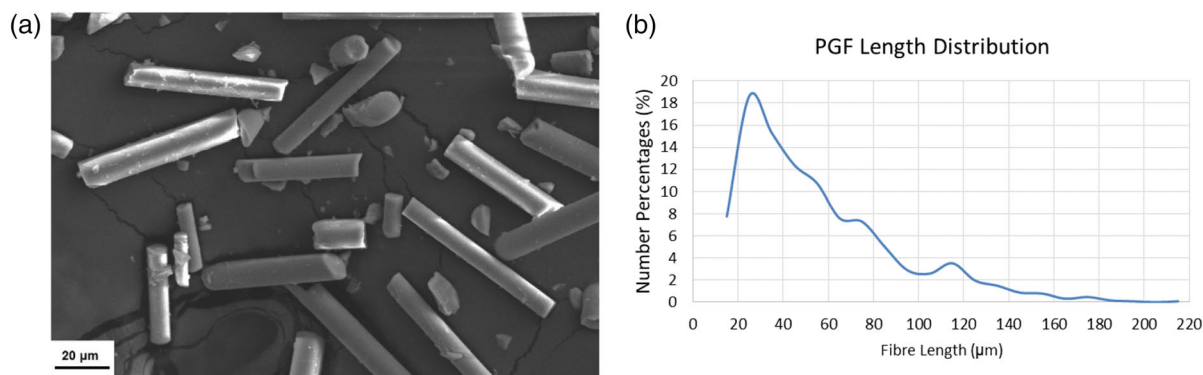 (a)
20 µm
(b)
PGF Length Distribution
Number Percentages (%)
20
18
16
14
12
10
8
6
4
2
0
0 20 40 60 80 100 120 140 160 180 200 220
Fibre Length (µm)